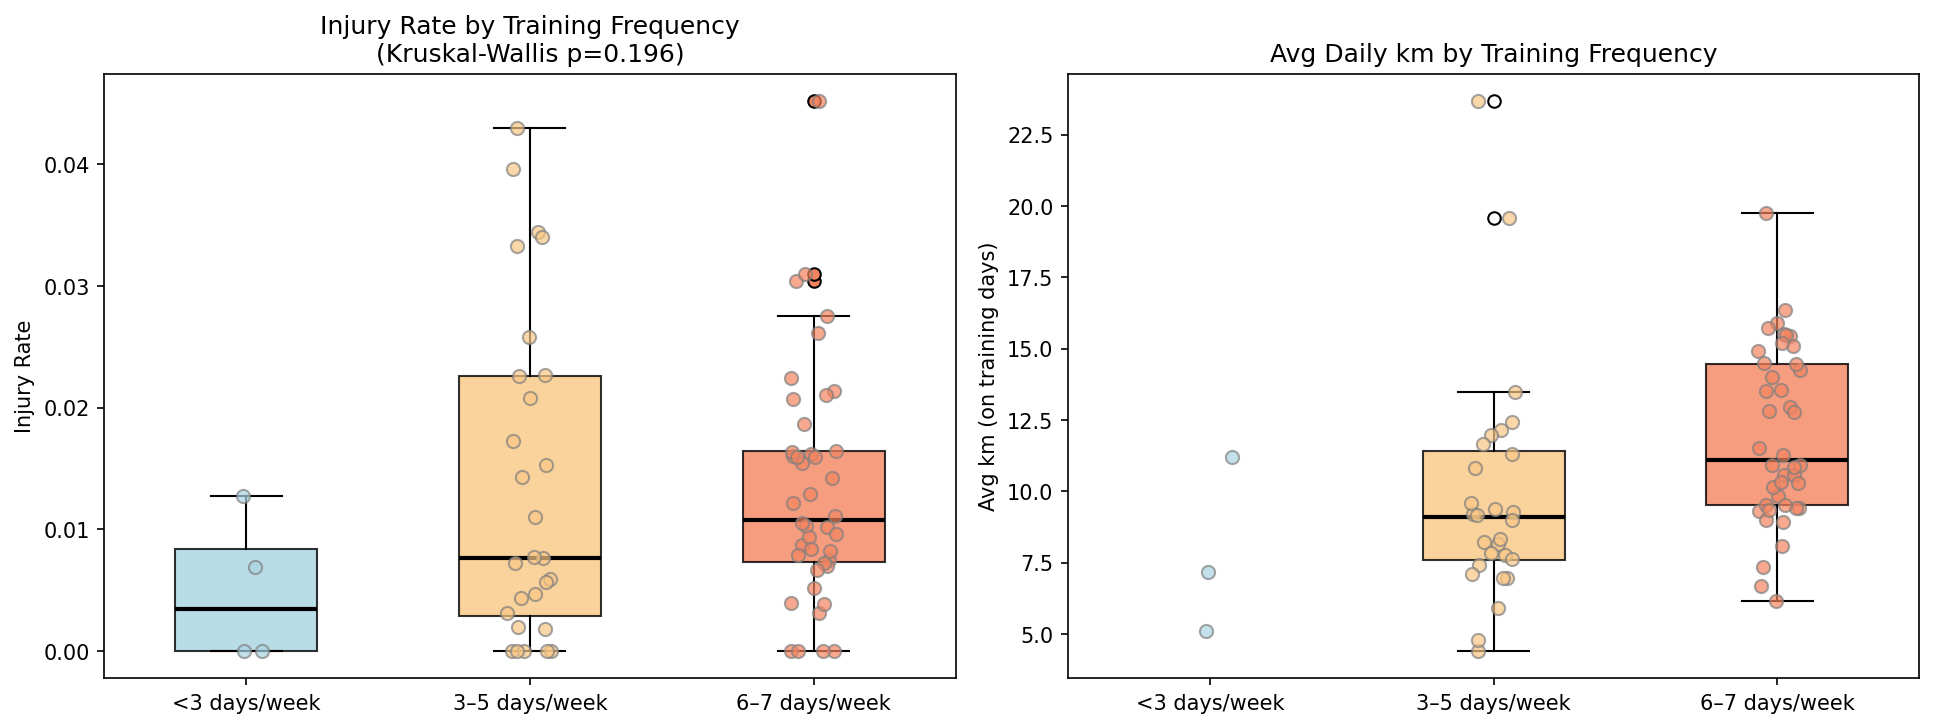 Injury Rate by Training Frequency
(Kruskal-Wallis p=0.196)
Injury Rate
0.04
0.03
0.02
0.01
0.00
<3 days/week
3–5 days/week
6–7 days/week
Avg Daily km by Training Frequency
Avg km (on training days)
22.5
20.0
17.5
15.0
12.5
10.0
7.5
5.0
<3 days/week
3–5 days/week
6–7 days/week